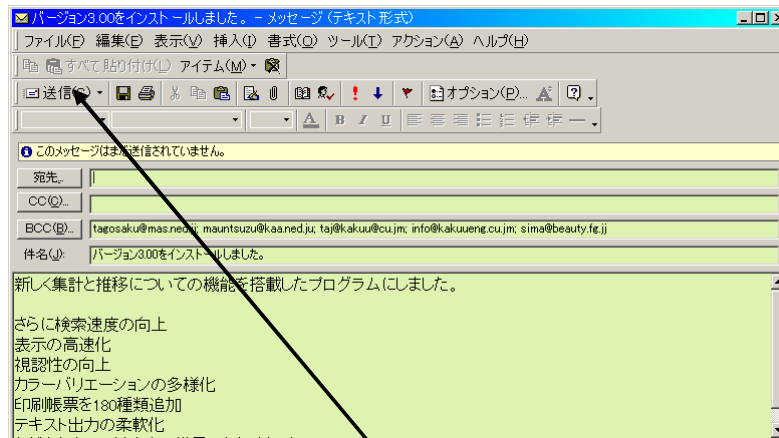 バージョン3.00をインストールしました。 - メッセージ (テキスト形式)
ファイル(F) 編集(E) 表示(V) 挿入(I) 書式(O) ツール(T) アクション(A) ヘルプ(H)
すべて貼り付け(L) アイテム(M)
送信(S) オプション(P)...
A B I U
このメッセージはまだ送信されていません。
宛先...
CC(C)...
BCC(B)... mauntsuzu@kaa.ned.ju; taj@kakuu@cu.jm; info@kakuueng.cu.jm; sima@beauty.fg.jj
件名(J): バージョン3.00をインストールしました。
新しく集計と推移についての機能を搭載したプログラムにしました。
さらに検索速度の向上
表示の高速化
視認性の向上
カラーバリエーションの多様化
印刷帳票を180種類追加
テキスト出力の柔軟化